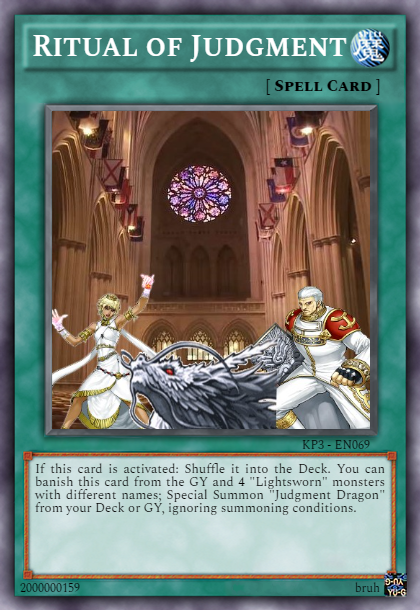 RITUAL OF JUDGMENT
[ SPELL CARD ]
KP3 - EN069
If this card is activated: Shuffle it into the Deck. You can
banish this card from the GY and 4 "Lightsworn" monsters
with different names; Special Summon "Judgment Dragon"
from your Deck or GY, ignoring summoning conditions.
2000000159
bruh